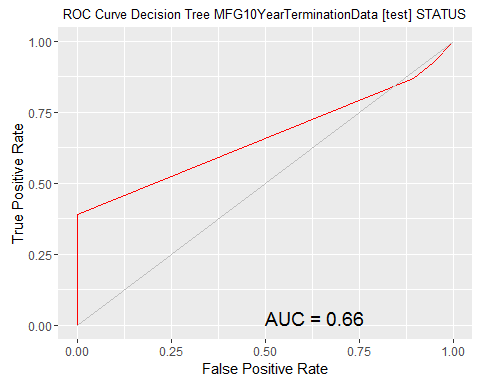 ROC Curve Decision Tree MFG10YearTerminationData [test] STATUS
1.00
0.75
0.50
0.25
0.00
True Positive Rate
AUC = 0.66
0.00 0.25 0.50 0.75 1.00
False Positive Rate